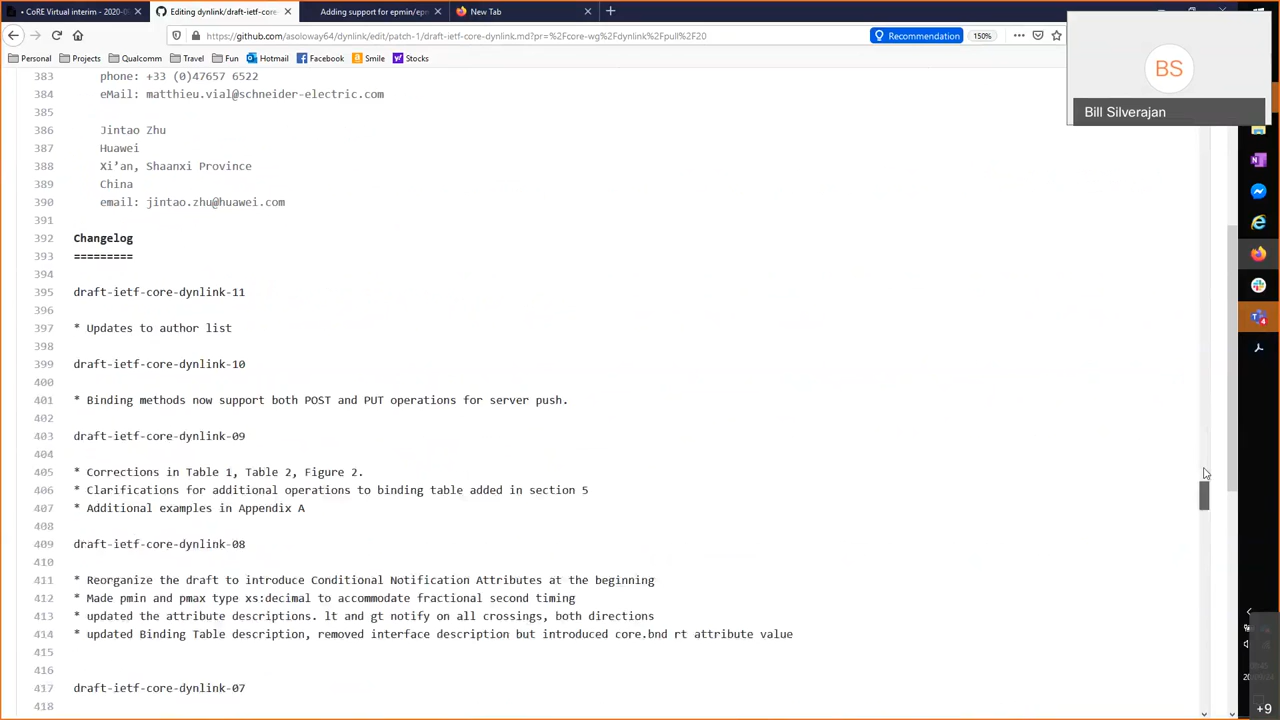 • CoRE Virtual interim - 2020-0
Editing dynlink/draft-ietf-core-
Adding support for epmin/epm
New Tab
https://github.com/asoloway64/dynlink/edit/patch-1/draft-ietf-core-dynlink.md?pr=%2Fcore-wg%2Fdynlink%2Fpull%2F20
Recommendation
150%
Personal
Projects
Qualcomm
Travel
Fun
Hotmail
Facebook
Smile
Stocks
BS
Bill Silverajan
383 phone: +33 (0)47657 6522
384 eMail: matthieu.vial@schneider-electric.com
385
386 Jintao Zhu
387 Huawei
388 Xi’an, Shaanxi Province
389 China
390 email: jintao.zhu@huawei.com
391
392 Changelog
393 =========
394
395 draft-ietf-core-dynlink-11
396
397 * Updates to author list
398
399 draft-ietf-core-dynlink-10
400
401 * Binding methods now support both POST and PUT operations for server push.
402
403 draft-ietf-core-dynlink-09
404
405 * Corrections in Table 1, Table 2, Figure 2.
406 * Clarifications for additional operations to binding table added in section 5
407 * Additional examples in Appendix A
408
409 draft-ietf-core-dynlink-08
410
411 * Reorganize the draft to introduce Conditional Notification Attributes at the beginning
412 * Made pmin and pmax type xs:decimal to accommodate fractional second timing
413 * updated the attribute descriptions. lt and gt notify on all crossings, both directions
414 * updated Binding Table description, removed interface description but introduced core.bnd rt attribute value
415
416
417 draft-ietf-core-dynlink-07
418
+9